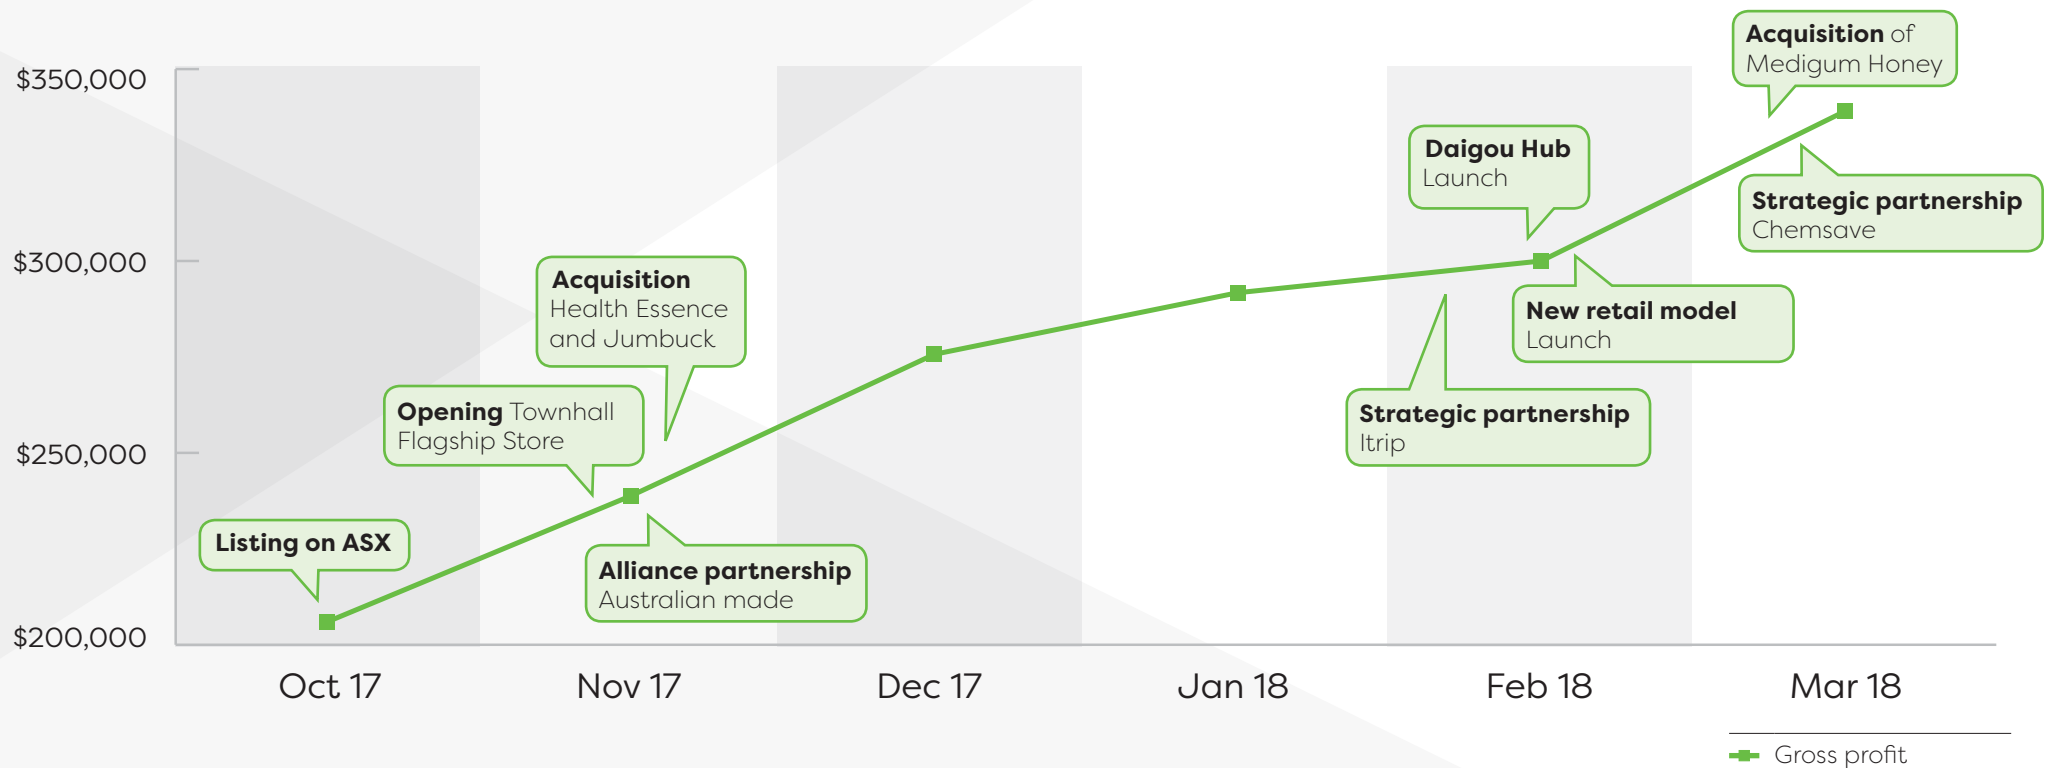 $350,000
$300,000
$250,000
$200,000
Listing on ASX
Opening Townhall
Flagship Store
Acquisition
Health Essence
and Jumbuck
Alliance partnership
Australian made
Daigou Hub
Launch
Strategic partnership
Itrip
New retail model
Launch
Acquisition of
Medigum Honey
Strategic partnership
Chemsave
Oct 17
Nov 17
Dec 17
Jan 18
Feb 18
Mar 18
Gross profit